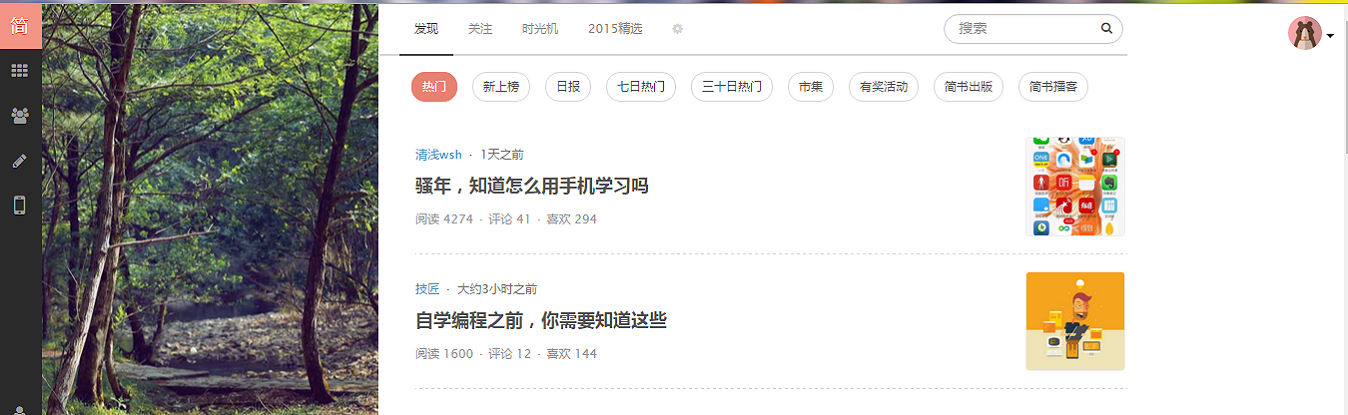 简
发现 关注 时光机 2015精选 搜索
热门 新上榜 日报 七日热门 三十日热门 市集 有奖活动 简书出版 简书播客
清浅wsh · 1天之前
骚年，知道怎么用手机学习吗
阅读 4274 · 评论 41 · 喜欢 294
技匠 · 大约3小时之前
自学编程之前，你需要知道这些
阅读 1600 · 评论 12 · 喜欢 144